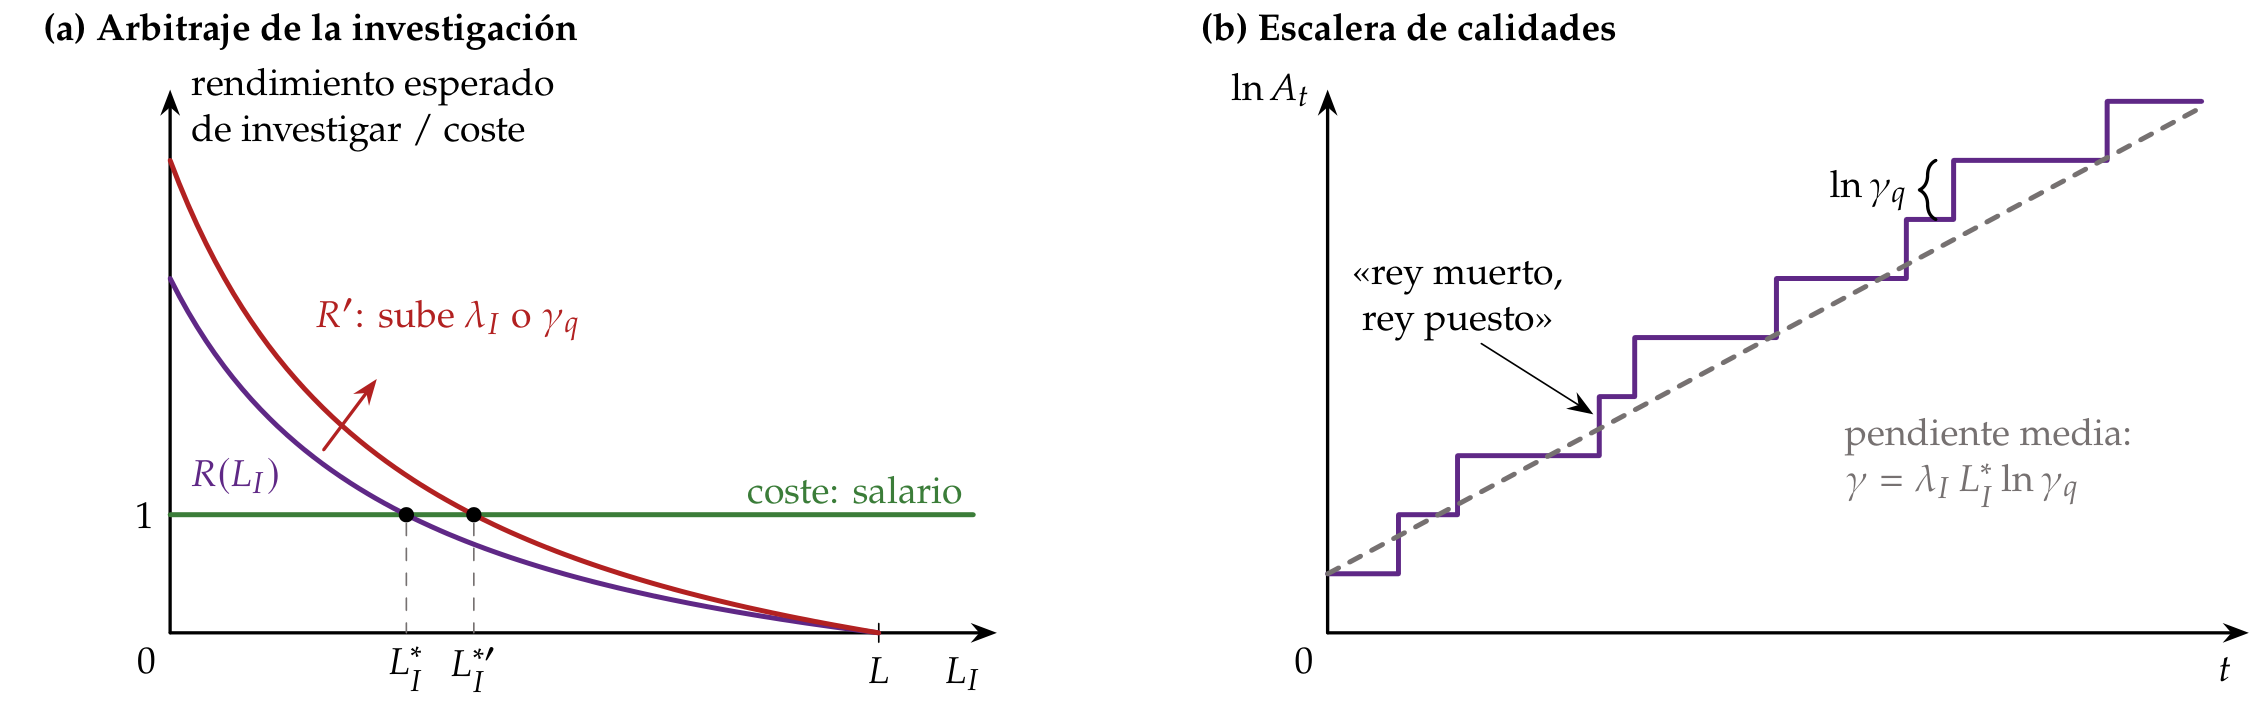 (a) Arbitraje de la investigación
rendimiento esperado
de investigar / coste
R′: sube λ_I o γ_q
R(L_I)
coste: salario
1
0
L_I^*
L_I^*′
L
L_I
(b) Escalera de calidades
ln A_t
ln γ_q
«rey muerto,
rey puesto»
pendiente media:
γ = λ_I L_I^* ln γ_q
0
t